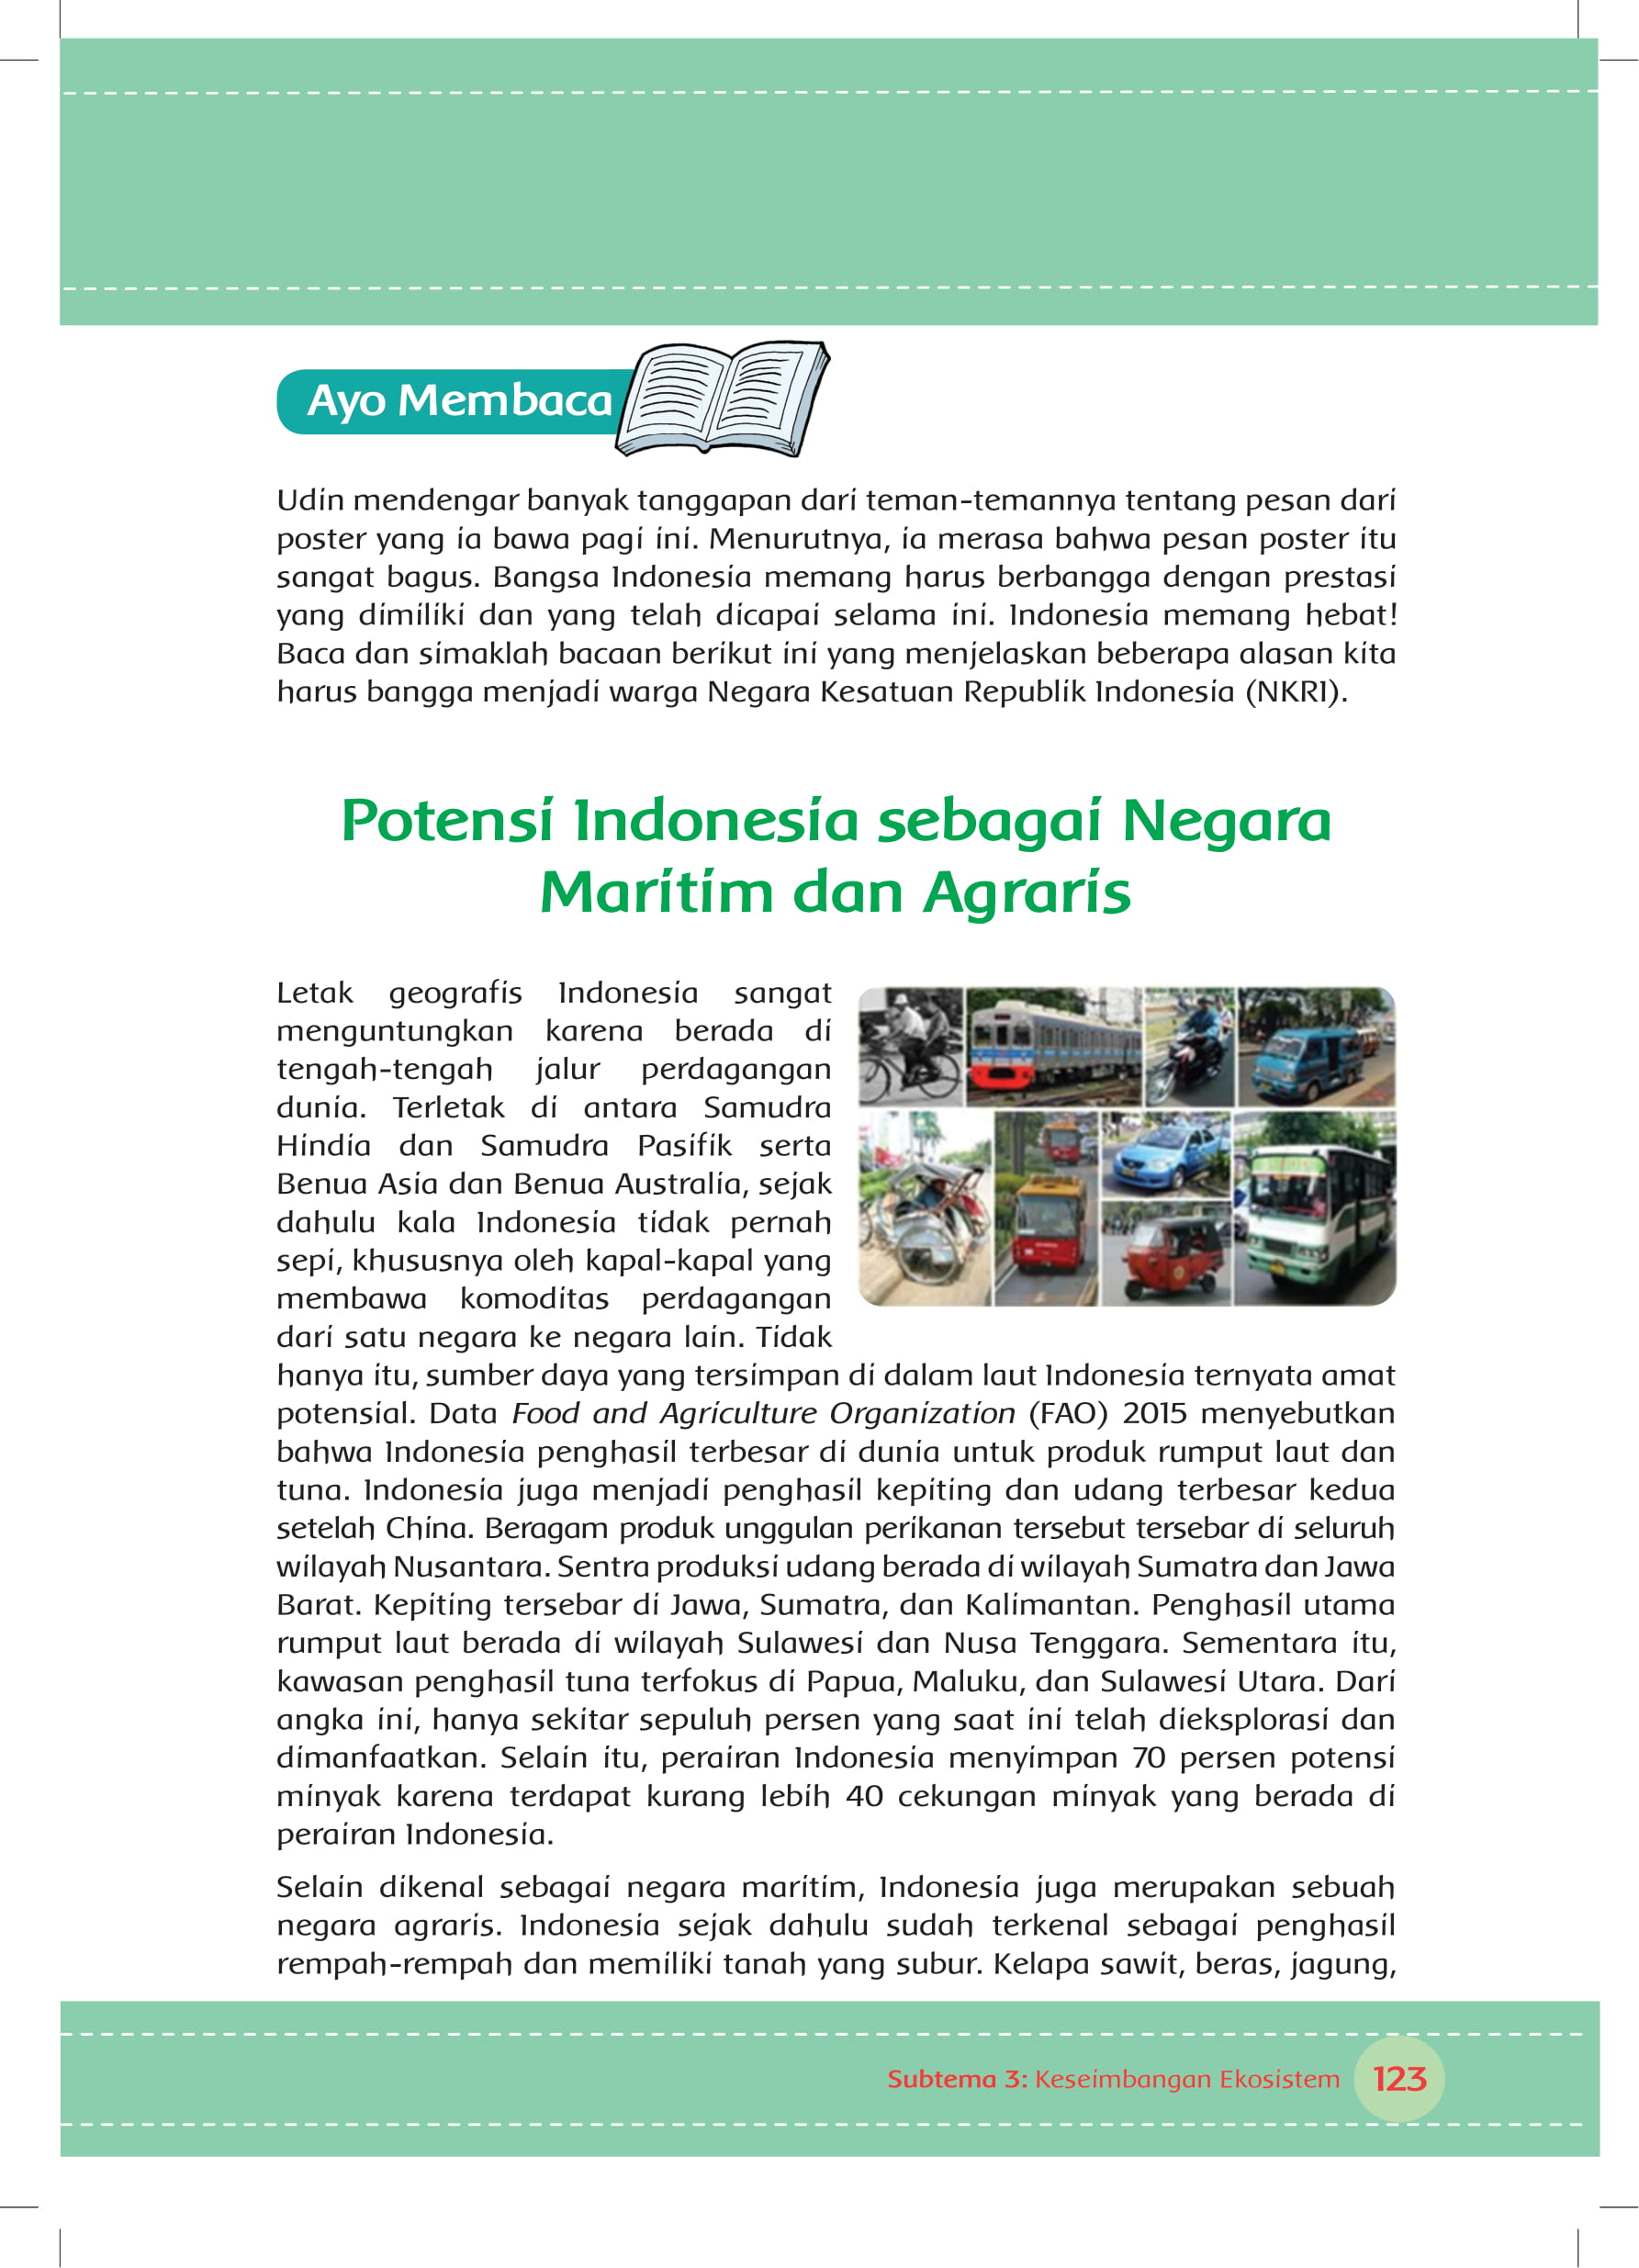 Ayo Membaca
Udin mendengar banyak tanggapan dari teman-temannya tentang pesan dari
poster yang ia bawa pagi ini. Menurutnya, ia merasa bahwa pesan poster itu
sangat bagus. Bangsa Indonesia memang harus berbangga dengan prestasi
yang dimiliki dan yang telah dicapai selama ini. Indonesia memang hebat!
Baca dan simaklah bacaan berikut ini yang menjelaskan beberapa alasan kita
harus bangga menjadi warga Negara Kesatuan Republik Indonesia (NKRI).
Potensi Indonesia sebagai Negara
Maritim dan Agraris
Letak geografis Indonesia sangat
menguntungkan karena berada di
tengah-tengah jalur perdagangan
dunia. Terletak di antara Samudra
Hindia dan Samudra Pasifik serta
Benua Asia dan Benua Australia, sejak
dahulu kala Indonesia tidak pernah
sepi, khususnya oleh kapal-kapal yang
membawa komoditas perdagangan
dari satu negara ke negara lain. Tidak
hanya itu, sumber daya yang tersimpan di dalam laut Indonesia ternyata amat
potensial. Data Food and Agriculture Organization (FAO) 2015 menyebutkan
bahwa Indonesia penghasil terbesar di dunia untuk produk rumput laut dan
tuna. Indonesia juga menjadi penghasil kepiting dan udang terbesar kedua
setelah China. Beragam produk unggulan perikanan tersebut tersebar di seluruh
wilayah Nusantara. Sentra produksi udang berada di wilayah Sumatra dan Jawa
Barat. Kepiting tersebar di Jawa, Sumatra, dan Kalimantan. Penghasil utama
rumput laut berada di wilayah Sulawesi dan Nusa Tenggara. Sementara itu,
kawasan penghasil tuna terfokus di Papua, Maluku, dan Sulawesi Utara. Dari
angka ini, hanya sekitar sepuluh persen yang saat ini telah dieksplorasi dan
dimanfaatkan. Selain itu, perairan Indonesia menyimpan 70 persen potensi
minyak karena terdapat kurang lebih 40 cekungan minyak yang berada di
perairan Indonesia.
Selain dikenal sebagai negara maritim, Indonesia juga merupakan sebuah
negara agraris. Indonesia sejak dahulu sudah terkenal sebagai penghasil
rempah-rempah dan memiliki tanah yang subur. Kelapa sawit, beras, jagung,
Subtema 3: Keseimbangan Ekosistem 123